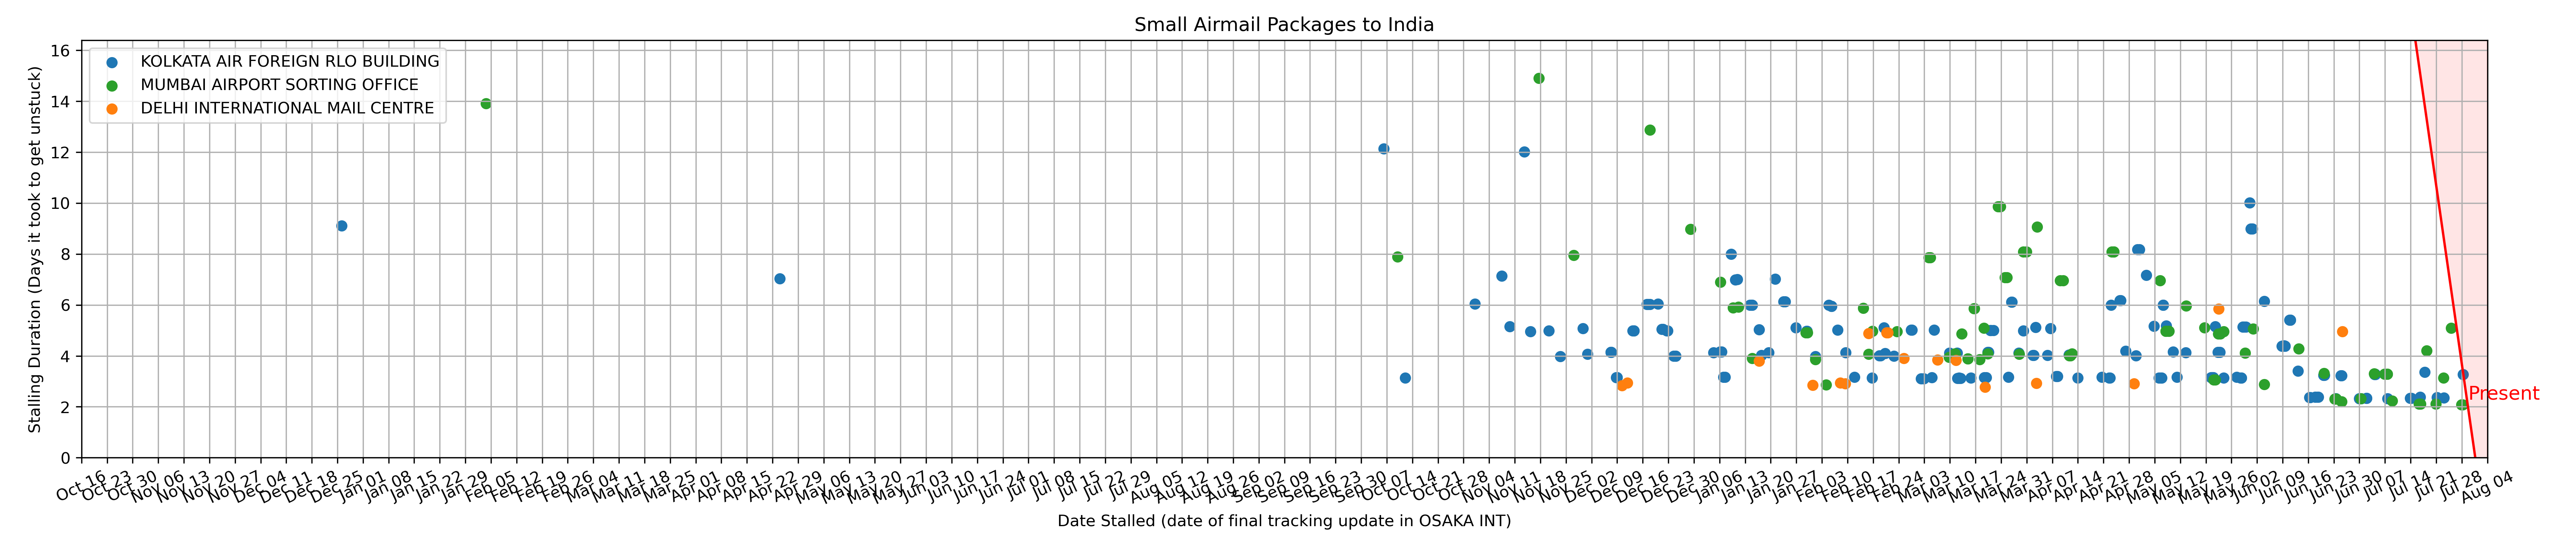 Small Airmail Packages to India
Stalling Duration (Days it took to get unstuck)
16
14
12
10
8
6
4
2
0
KOLKATA AIR FOREIGN RLO BUILDING
MUMBAI AIRPORT SORTING OFFICE
DELHI INTERNATIONAL MAIL CENTRE
Present
Oct 16 Oct 23 Oct 30 Nov 06 Nov 13 Nov 20 Nov 27 Dec 04 Dec 11 Dec 18 Dec 25 Jan 01 Jan 08 Jan 15 Jan 22 Jan 29 Feb 05 Feb 12 Feb 19 Feb 26 Mar 04 Mar 11 Mar 18 Mar 25 Apr 01 Apr 08 Apr 15 Apr 22 Apr 29 May 06 May 13 May 20 May 27 Jun 03 Jun 10 Jun 17 Jun 24 Jul 01 Jul 08 Jul 15 Jul 22 Jul 29 Aug 05 Aug 12 Aug 19 Aug 26 Sep 02 Sep 09 Sep 16 Sep 23 Sep 30 Oct 07 Oct 14 Oct 21 Oct 28 Nov 04 Nov 11 Nov 18 Nov 25 Dec 02 Dec 09 Dec 16 Dec 23 Dec 30 Jan 06 Jan 13 Jan 20 Jan 27 Feb 03 Feb 10 Feb 17 Feb 24 Mar 03 Mar 10 Mar 17 Mar 24 Mar 31 Apr 07 Apr 14 Apr 21 Apr 28 May 05 May 12 May 19 May 26 Jun 02 Jun 09 Jun 16 Jun 23 Jun 30 Jul 07 Jul 14 Jul 21 Jul 28 Aug 04
Date Stalled (date of final tracking update in OSAKA INT)